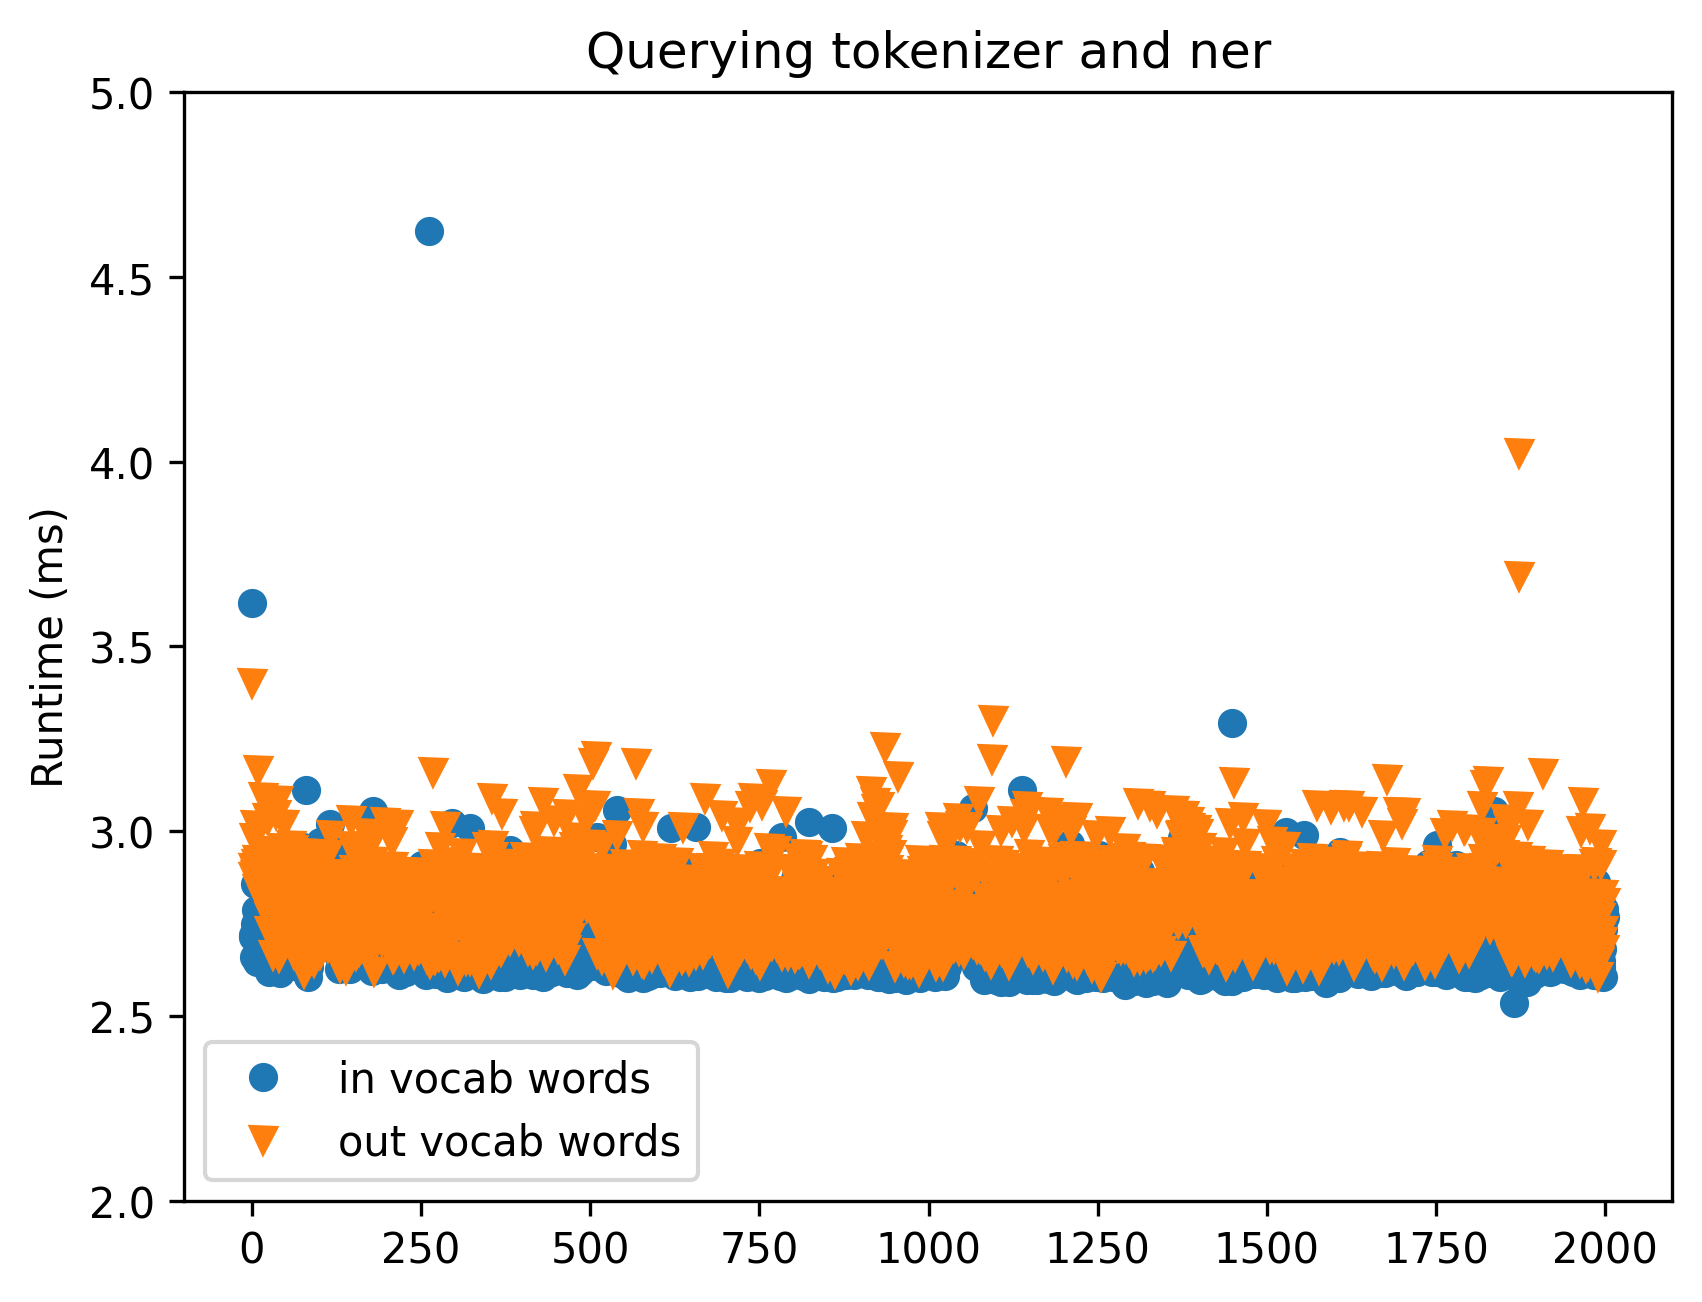 Querying tokenizer and ner
5.0
4.5
4.0
3.5
3.0
2.5
2.0
Runtime (ms)
in vocab words
out vocab words
0 250 500 750 1000 1250 1500 1750 2000